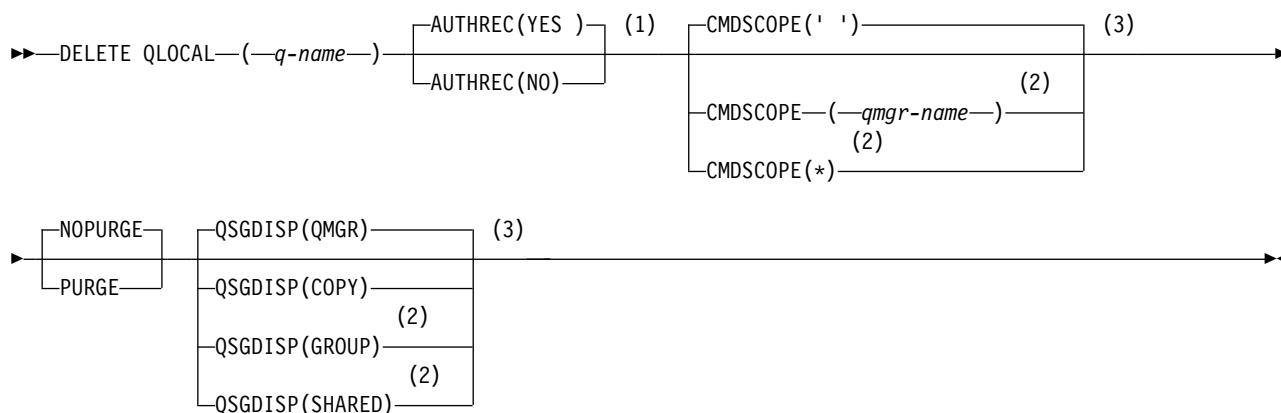 AUTHREC(YES ) (1) CMDSCOPE(' ') (3)
DELETE QLOCAL ( q-name )
AUTHREC(NO)
(2)
CMDSCOPE ( qmgr-name )
(2)
CMDSCOPE(*)
NOPURGE QSGDISP(QMGR) (3)
PURGE QSGDISP(COPY)
(2)
QSGDISP(GROUP)
(2)
QSGDISP(SHARED)